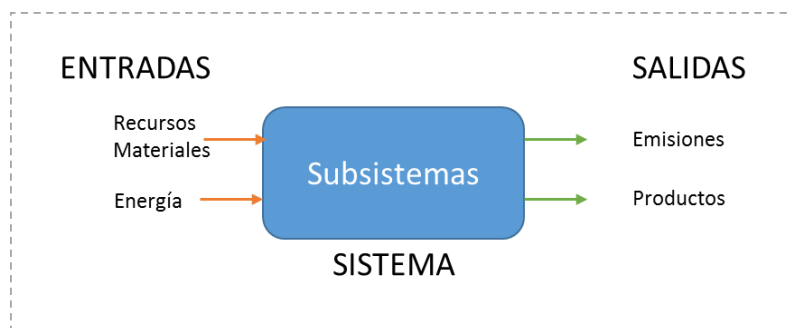 ENTRADAS
SALIDAS
Recursos
Materiales
Energía
Subsistemas
Emisiones
Productos
SISTEMA